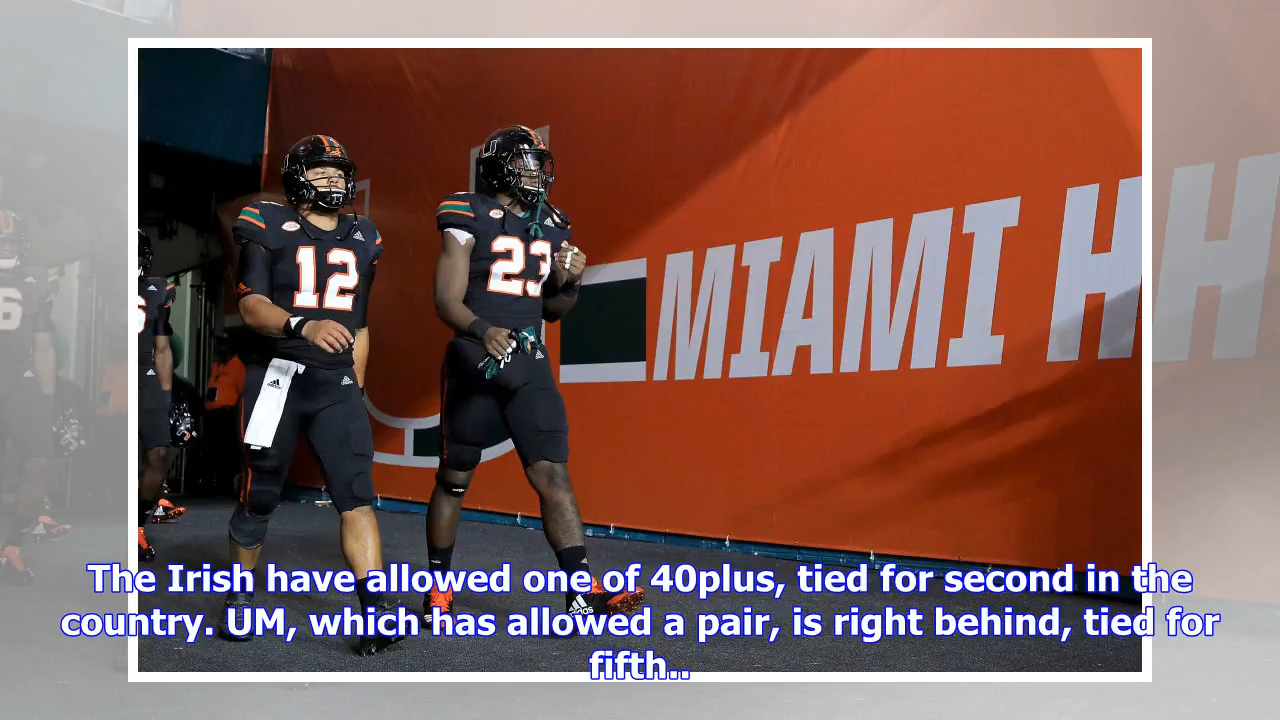 MIAMI H
12
23
The Irish have allowed one of 40plus, tied for second in the
country. UM, which has allowed a pair, is right behind, tied for
fifth..